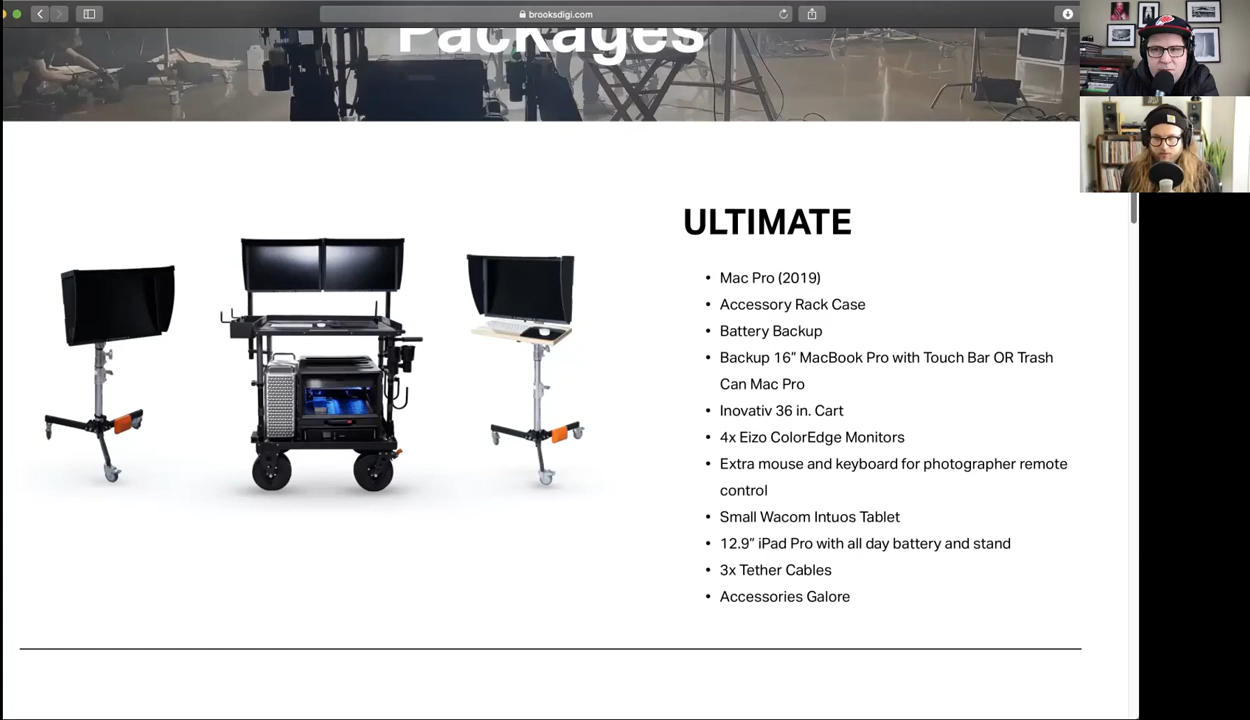 brooksdigi.com
Packages
ULTIMATE
• Mac Pro (2019)
• Accessory Rack Case
• Battery Backup
• Backup 16” MacBook Pro with Touch Bar OR Trash
Can Mac Pro
• Inovativ 36 in. Cart
• 4x Eizo ColorEdge Monitors
• Extra mouse and keyboard for photographer remote
control
• Small Wacom Intuos Tablet
• 12.9” iPad Pro with all day battery and stand
• 3x Tether Cables
• Accessories Galore